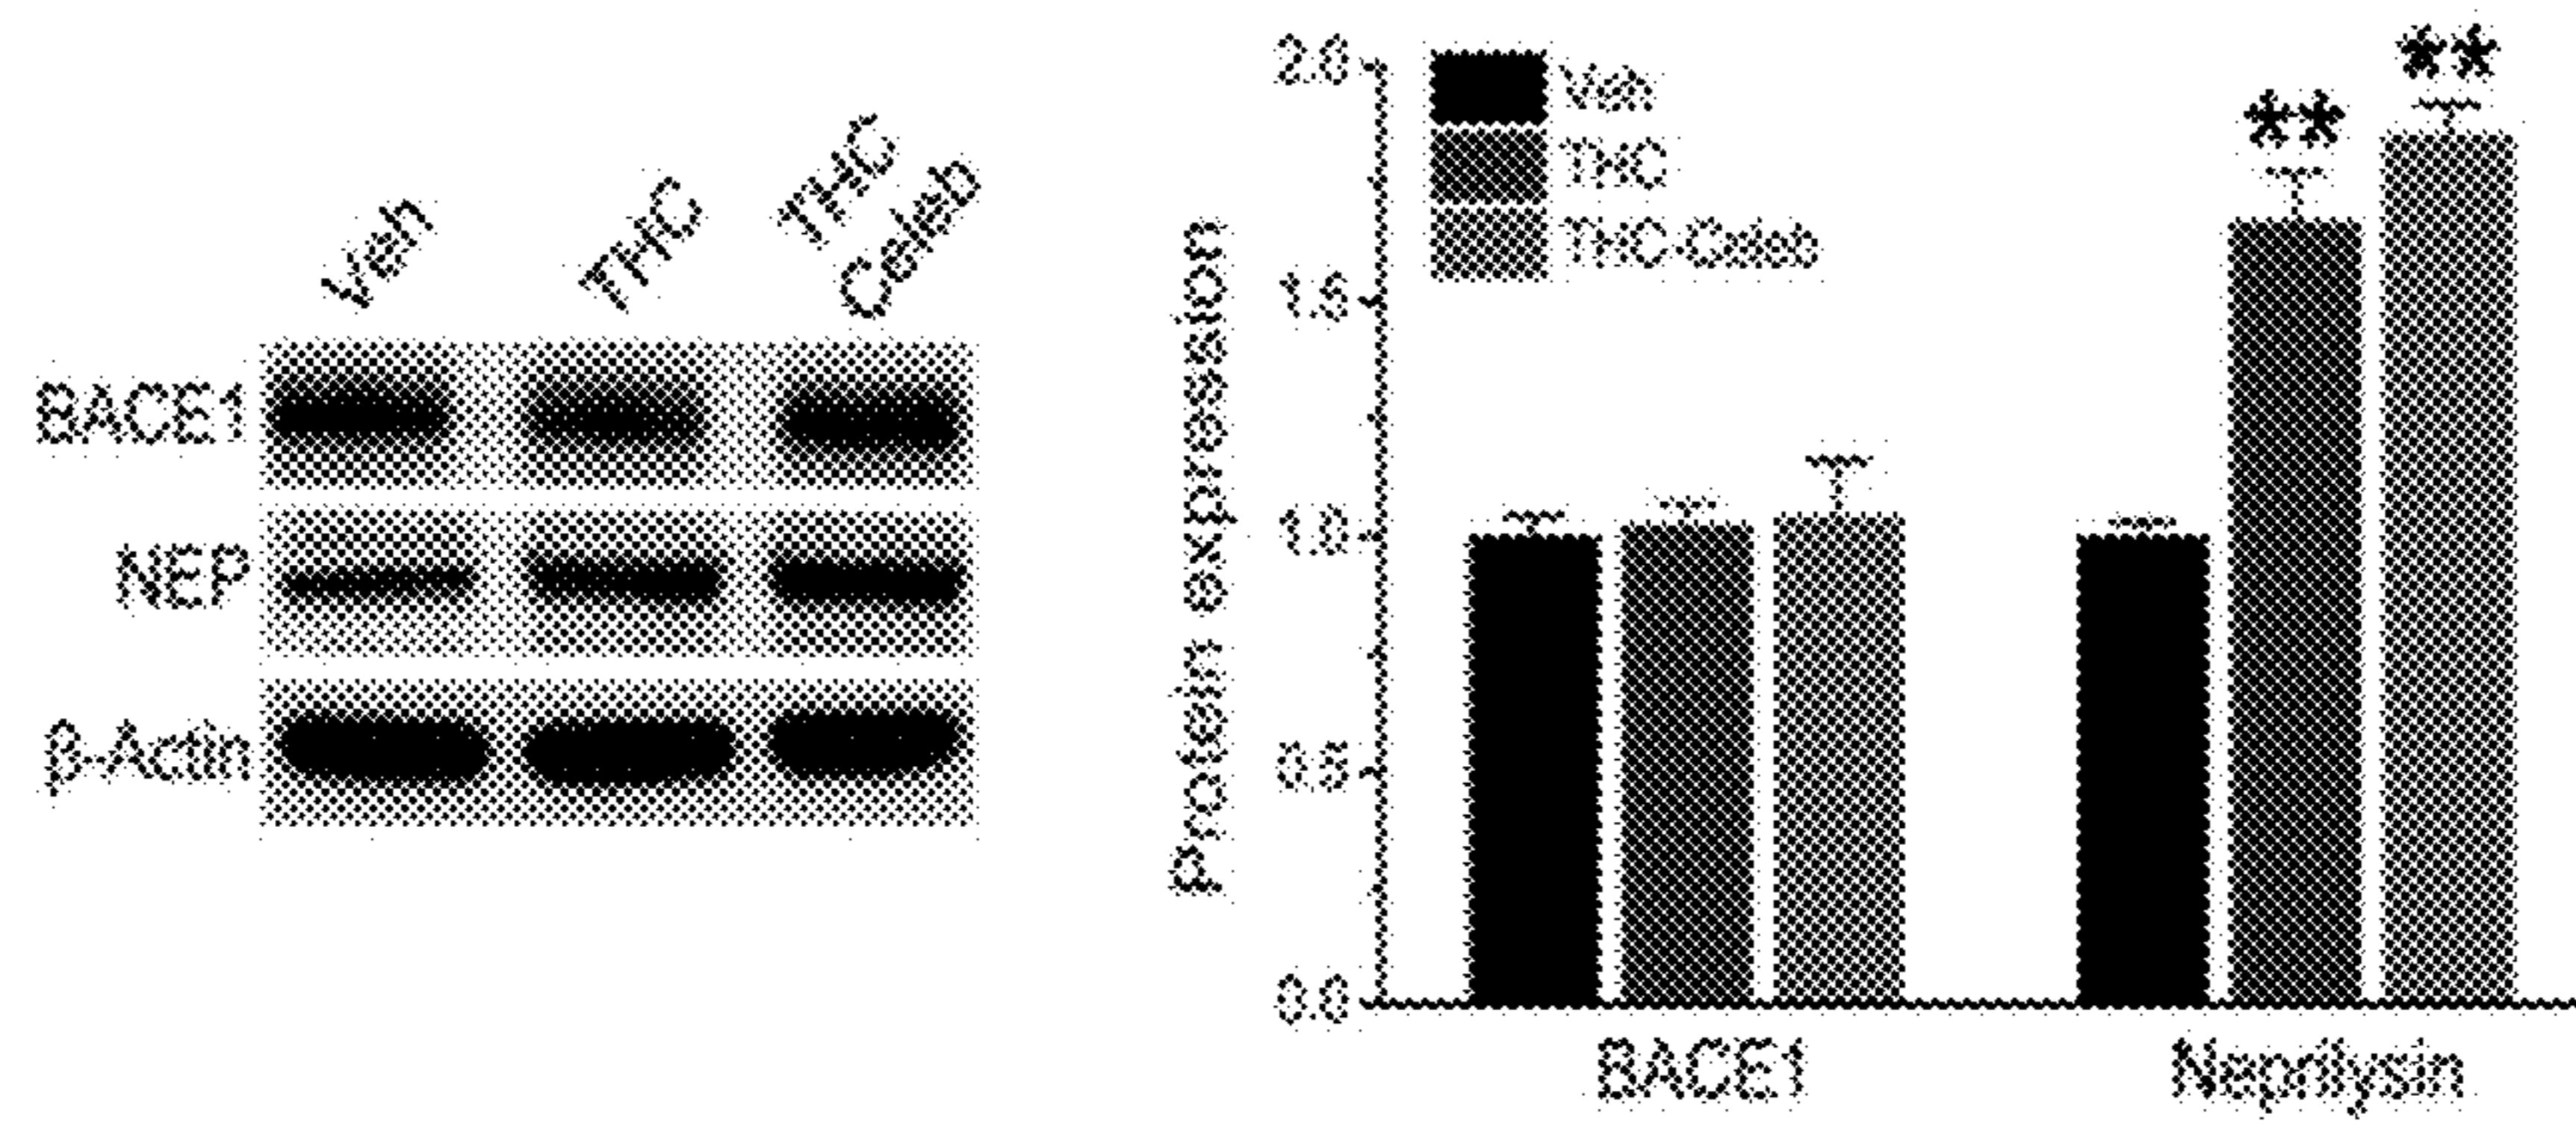 Veh
THC
THC
Celeb
BACE1
NEP
β-Actin
Protein expression
2.0
1.5
1.0
0.5
0.0
Veh
THC
THC-Celeb
**
**
BACE1
Neprilysin